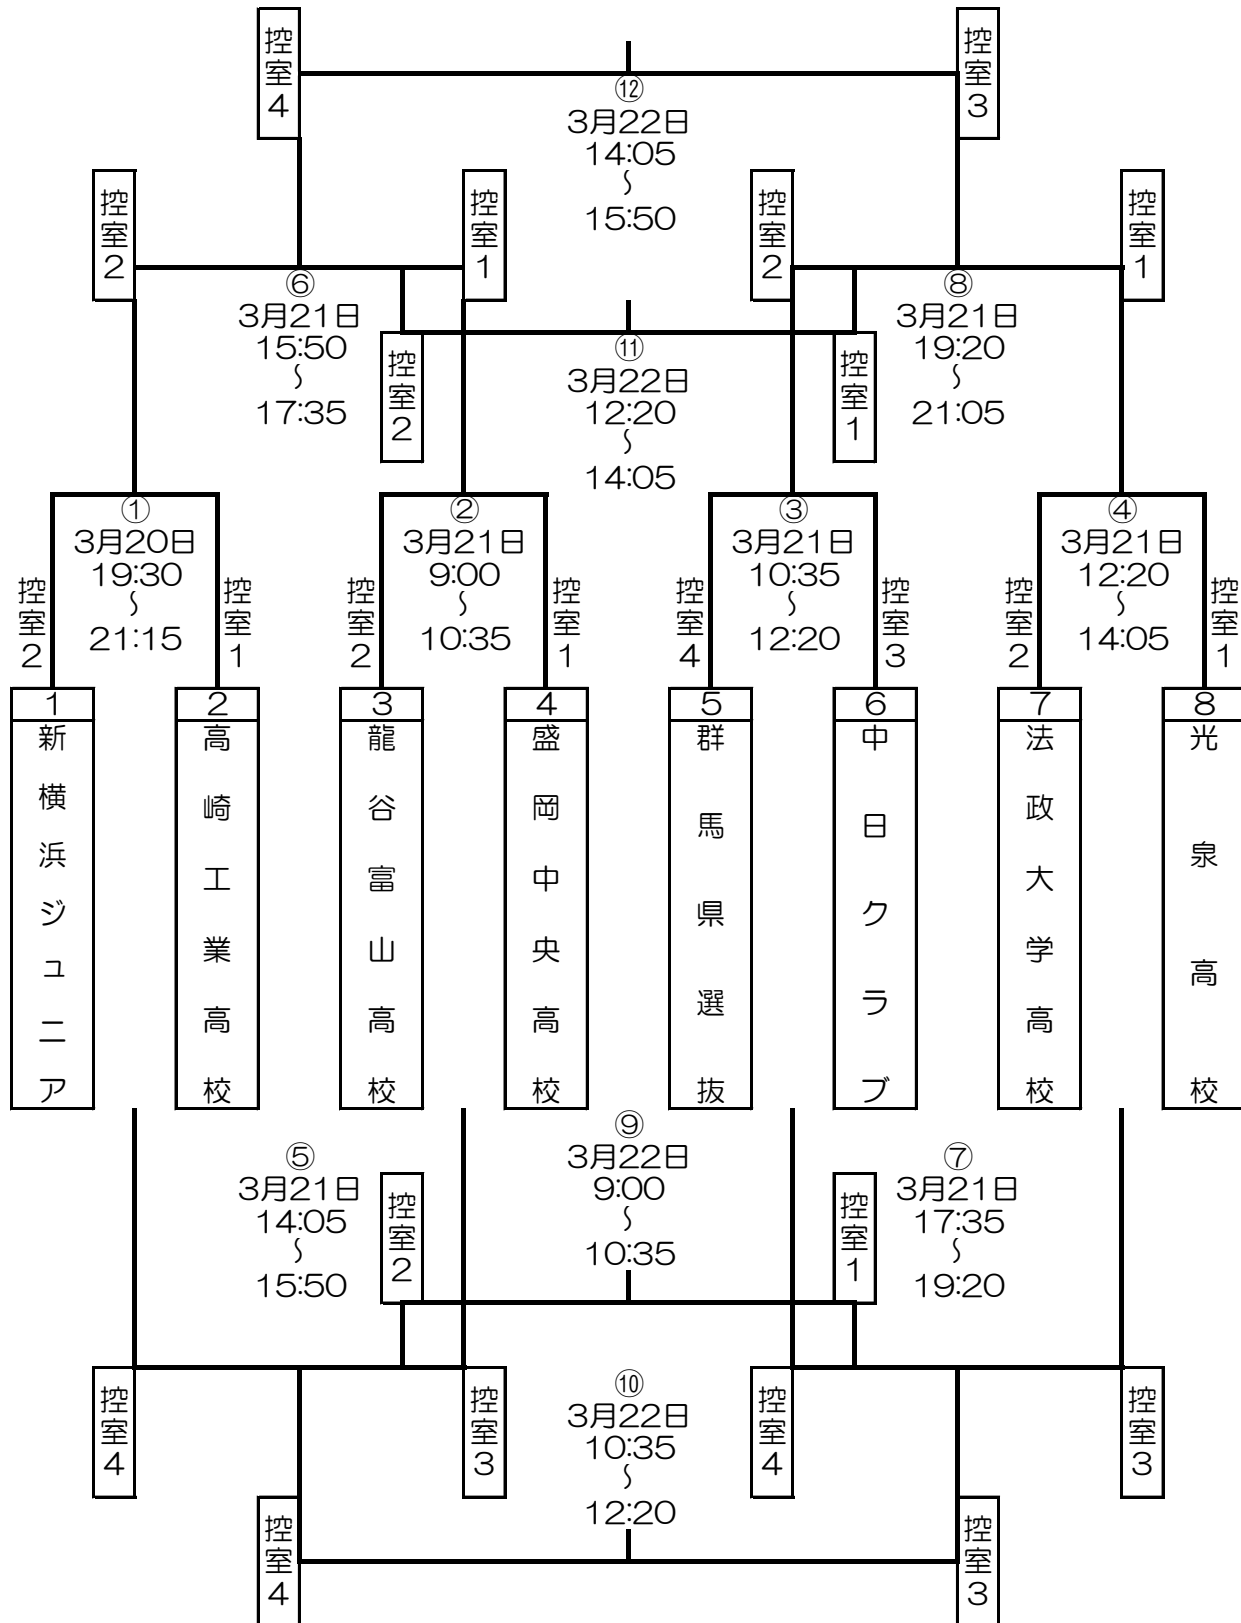 控室4
控室3
⑫
3月22日
14:05
～
15:50
控室2
控室1
控室2
控室1
⑥
3月21日
15:50
～
17:35
⑧
3月21日
19:20
～
21:05
控室2
⑪
3月22日
12:20
～
14:05
控室1
①
3月20日
19:30
～
21:15
②
3月21日
9:00
～
10:35
③
3月21日
10:35
～
12:20
④
3月21日
12:20
～
14:05
控室2
控室1
控室2
控室1
控室4
控室3
控室2
控室1
1
新横浜ジュニア
2
高崎工業高校
3
龍谷富山高校
4
盛岡中央高校
5
群馬県選抜
6
中日クラブ
7
法政大学高校
8
光泉高校
⑤
3月21日
14:05
～
15:50
控室2
⑨
3月22日
9:00
～
10:35
控室1
⑦
3月21日
17:35
～
19:20
控室4
控室3
⑩
3月22日
10:35
～
12:20
控室4
控室3
控室4
控室3